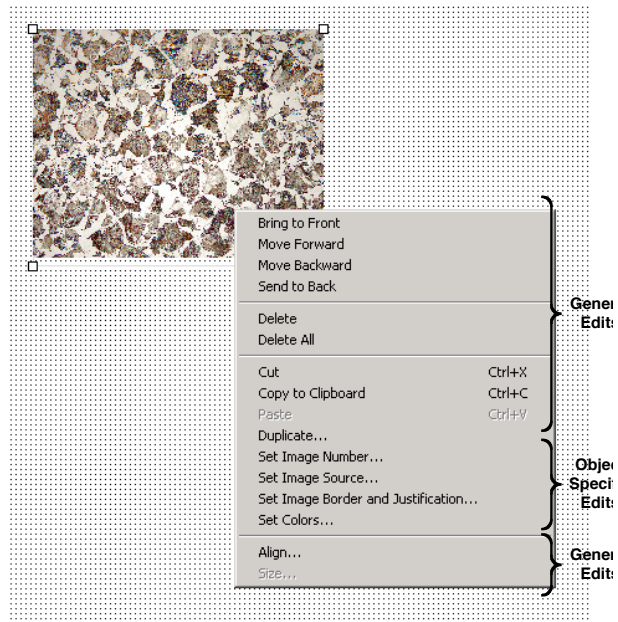 Bring to Front
Move Forward
Move Backward
Send to Back
Delete
Delete All
Cut Ctrl+X
Copy to Clipboard Ctrl+C
Paste Ctrl+V
Duplicate...
Set Image Number...
Set Image Source...
Set Image Border and Justification...
Set Colors...
Align...
Size...